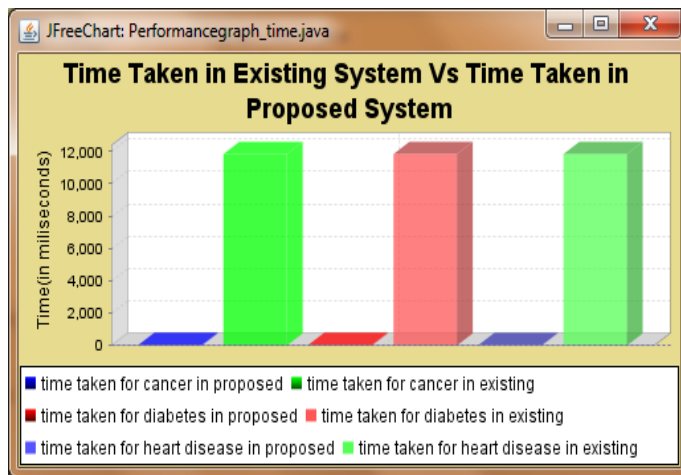 JFreeChart: Performancegraph_time.java
Time Taken in Existing System Vs Time Taken in
Proposed System
Time(in miliseconds)
12,000
10,000
8,000
6,000
4,000
2,000
0
time taken for cancer in proposed time taken for cancer in existing
time taken for diabetes in proposed time taken for diabetes in existing
time taken for heart disease in proposed time taken for heart disease in existing